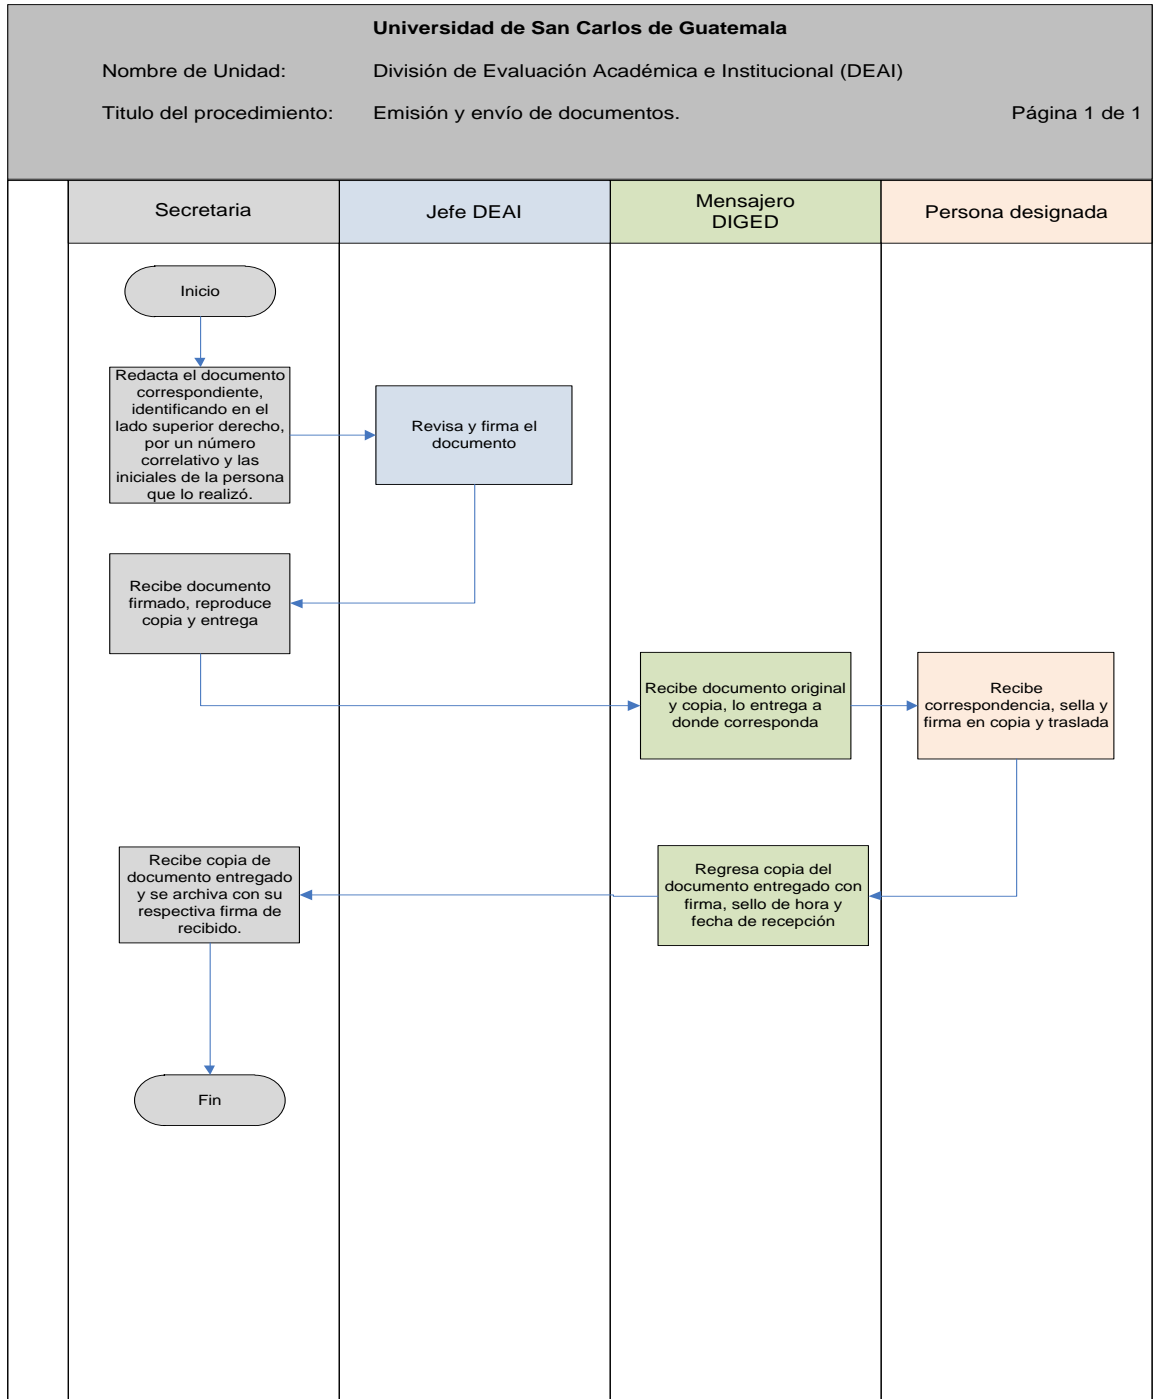 Universidad de San Carlos de Guatemala
Nombre de Unidad: División de Evaluación Académica e Institucional (DEAI)
Titulo del procedimiento: Emisión y envío de documentos. Página 1 de 1
Secretaria
Jefe DEAI
Mensajero
DIGED
Persona designada
Inicio
Redacta el documento
correspondiente,
identificando en el
lado superior derecho,
por un número
correlativo y las
iniciales de la persona
que lo realizó.
Revisa y firma el
documento
Recibe documento
firmado, reproduce
copia y entrega
Recibe documento original
y copia, lo entrega a
donde corresponda
Recibe
correspondencia, sella y
firma en copia y traslada
Regresa copia del
documento entregado con
firma, sello de hora y
fecha de recepción
Recibe copia de
documento entregado
y se archiva con su
respectiva firma de
recibido.
Fin